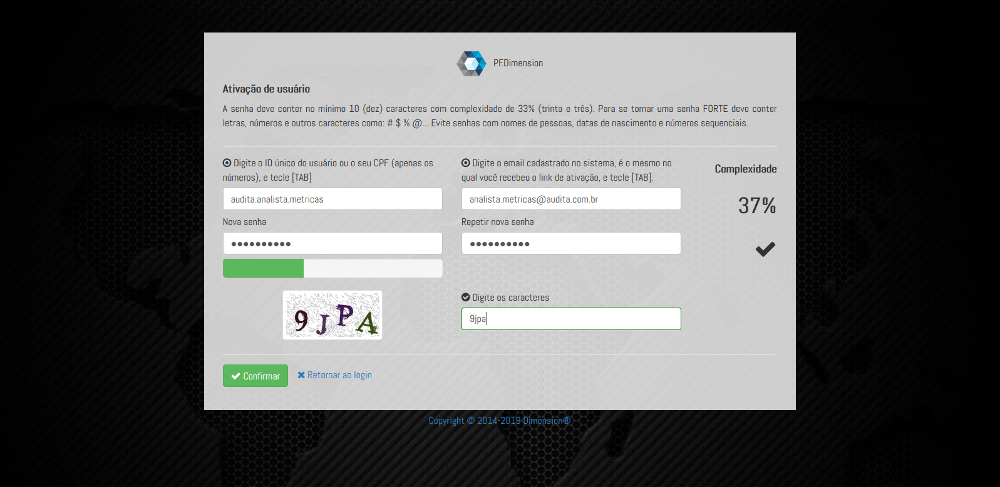 PF.Dimension
Ativação de usuário
A senha deve conter no mínimo 10 (dez) caracteres com complexidade de 33% (trinta e três). Para se tornar uma senha FORTE deve conter
letras, números e outros caracteres como: # $ % @... Evite senhas com nomes de pessoas, datas de nascimento e números sequenciais.
Digite o ID único do usuário ou o seu CPF (apenas os
números), e tecle [TAB]
audita.analista.metricas
Digite o email cadastrado no sistema, é o mesmo no
qual você recebeu o link de ativação, e tecle [TAB].
analista.metricas@audita.com.br
Complexidade
37%
Nova senha
••••••••••
Repetir nova senha
••••••••••
9JPA
Digite os caracteres
9jpa
Confirmar
Retornar ao login
Copyright © 2014-2019 Dimension®